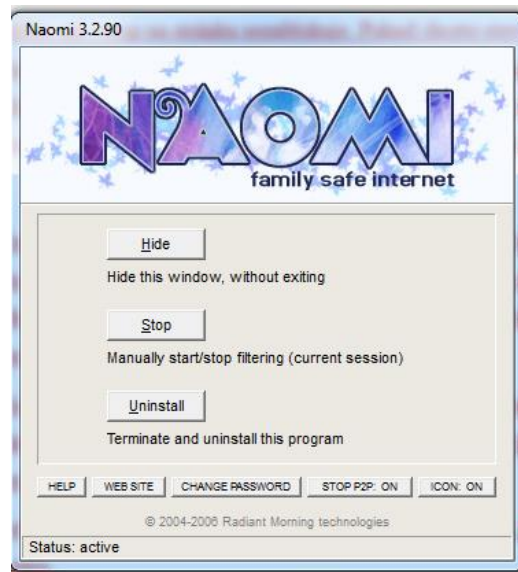 Naomi 3.2.90
NAOMI
family safe internet
Hide
Hide this window, without exiting
Stop
Manually start/stop filtering (current session)
Uninstall
Terminate and uninstall this program
HELP WEB SITE CHANGE PASSWORD STOP P2P: ON ICON: ON
© 2004-2006 Radiant Morning technologies
Status: active